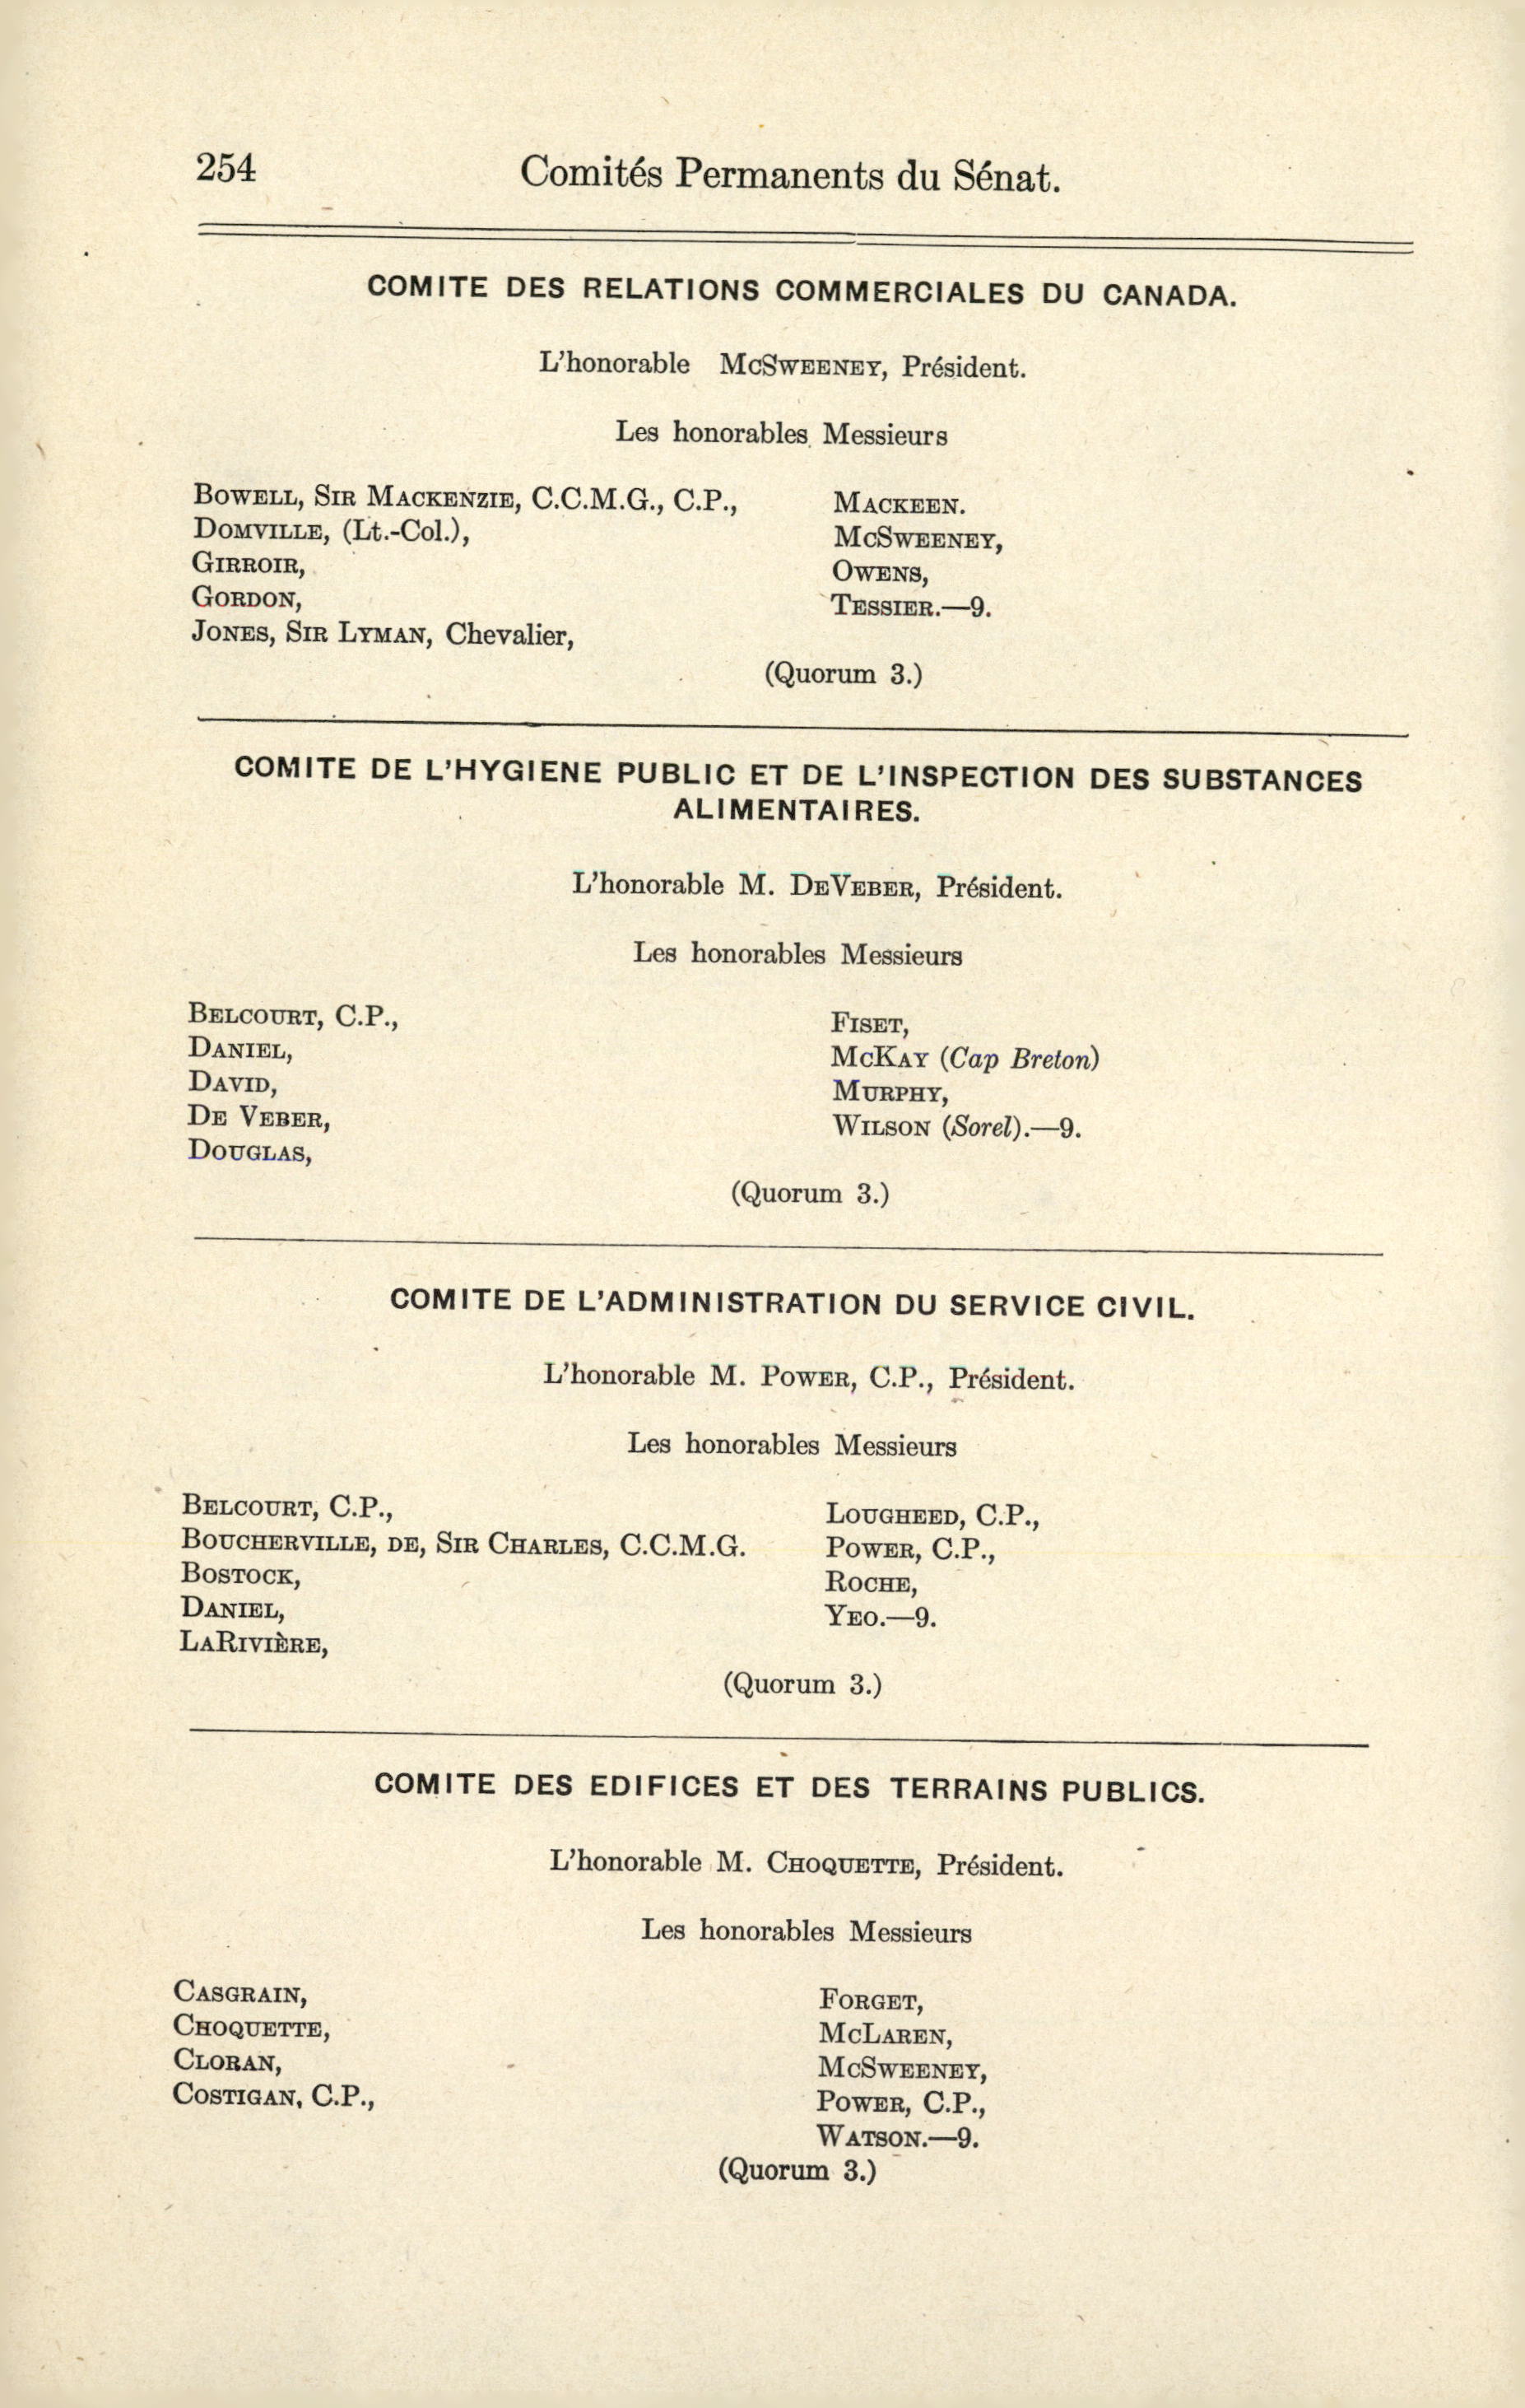 254
Comités Permanents du Sénat.
COMITE DES RELATIONS COMMERCIALES DU CANADA.
L'honorable McSweeney, Président.
Les honorables Messieurs
Bowell, Sir Mackenzie, C.C.M.G., C.P.,
Domville, (Lt.-Col.),
Girroir,
Gordon,
Jones, Sir Lyman, Chevalier,
Mackeen.
McSweeney,
Owens,
Tessier.—9.
(Quorum 3.)
COMITE DE L'HYGIENE PUBLIC ET DE L'INSPECTION DES SUBSTANCES
ALIMENTAIRES.
L'honorable M. DeVeber, Président.
Les honorables Messieurs
Belcourt, C.P.,
Daniel,
David,
De Veber,
Douglas,
Fiset,
McKay (Cap Breton)
Murphy,
Wilson (Sorel).—9.
(Quorum 3.)
COMITE DE L'ADMINISTRATION DU SERVICE CIVIL.
L'honorable M. Power, C.P., Président.
Les honorables Messieurs
Belcourt, C.P.,
Boucherville, de, Sir Charles, C.C.M.G.
Bostock,
Daniel,
LaRivière,
Lougheed, C.P.,
Power, C.P.,
Roche,
Yeo.—9.
(Quorum 3.)
COMITE DES EDIFICES ET DES TERRAINS PUBLICS.
L'honorable M. Choquette, Président.
Les honorables Messieurs
Casgrain,
Choquette,
Cloran,
Costigan, C.P.,
Forget,
McLaren,
McSweeney,
Power, C.P.,
Watson.—9.
(Quorum 3.)